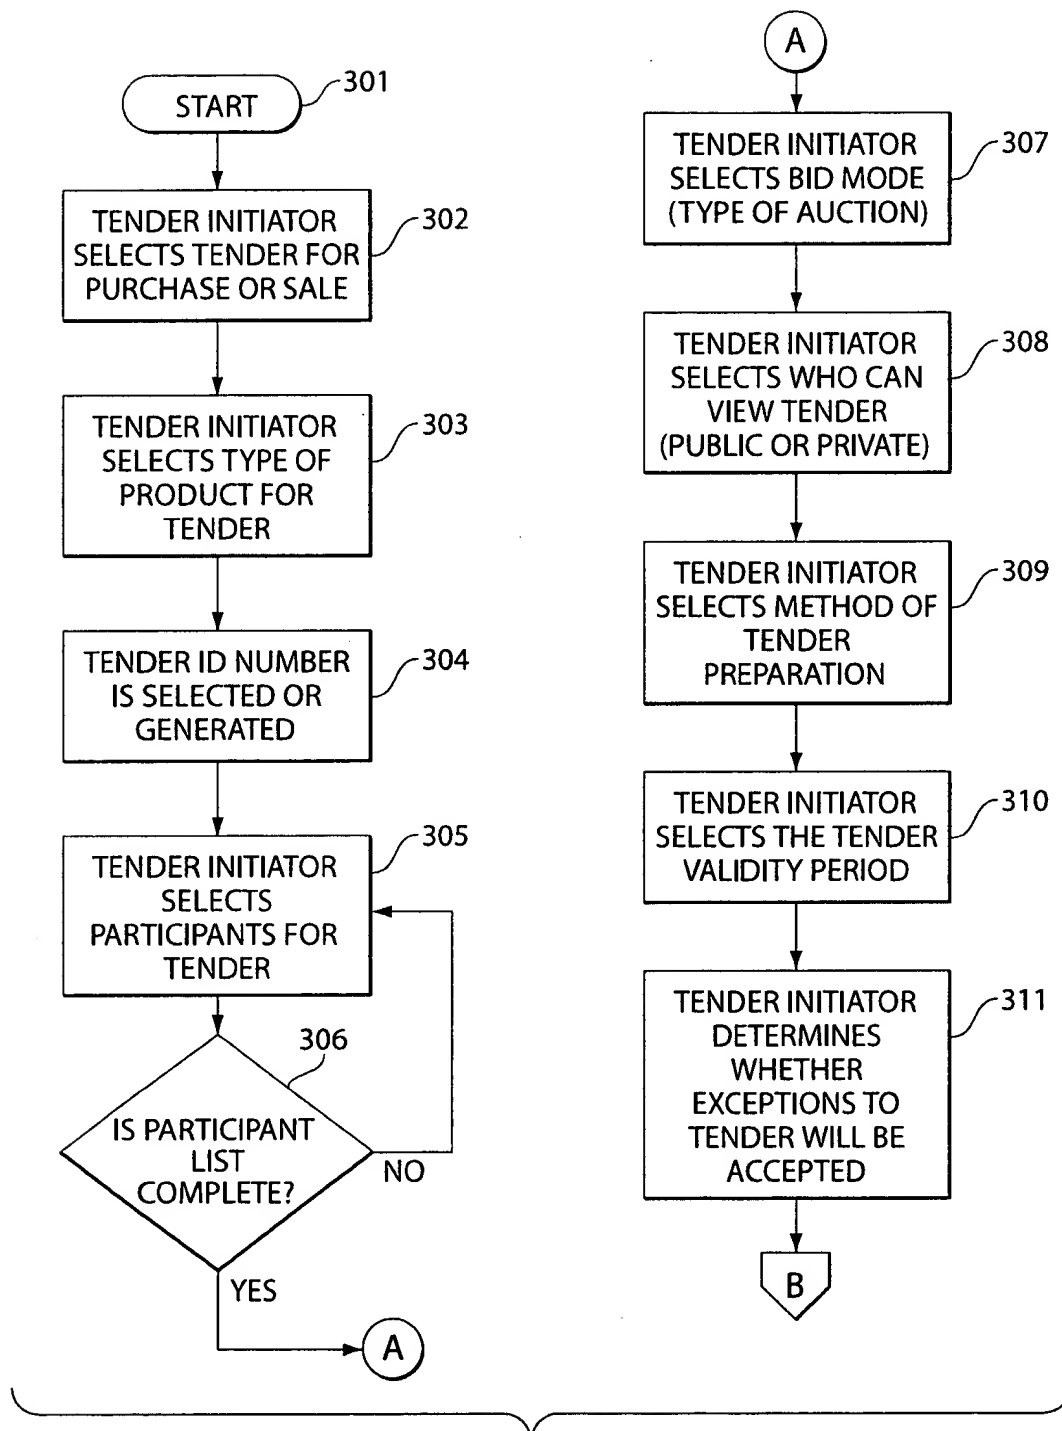 START
301
TENDER INITIATOR
SELECTS TENDER FOR
PURCHASE OR SALE
302
TENDER INITIATOR
SELECTS TYPE OF
PRODUCT FOR
TENDER
303
TENDER ID NUMBER
IS SELECTED OR
GENERATED
304
TENDER INITIATOR
SELECTS
PARTICIPANTS FOR
TENDER
305
306
IS PARTICIPANT
LIST
COMPLETE?
NO
YES
A
A
TENDER INITIATOR
SELECTS BID MODE
(TYPE OF AUCTION)
307
TENDER INITIATOR
SELECTS WHO CAN
VIEW TENDER
(PUBLIC OR PRIVATE)
308
TENDER INITIATOR
SELECTS METHOD OF
TENDER
PREPARATION
309
TENDER INITIATOR
SELECTS THE TENDER
VALIDITY PERIOD
310
TENDER INITIATOR
DETERMINES
WHETHER
EXCEPTIONS TO
TENDER WILL BE
ACCEPTED
311
B